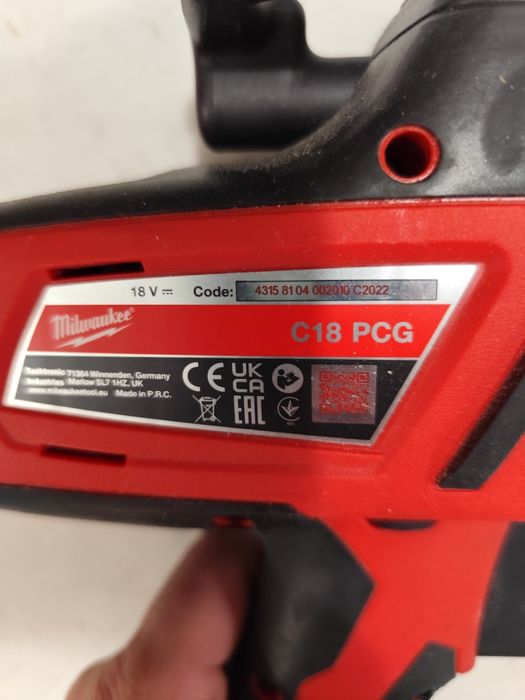 18 V Code: 4315 81 04 002010 C2022
Milwaukee
C18 PCG
Techtronic 71364 Winnenden, Germany
Industries Marlow SL7 1HZ, UK
www.milwaukeetool.eu Made in P.R.C.
CE UK CA
EAC